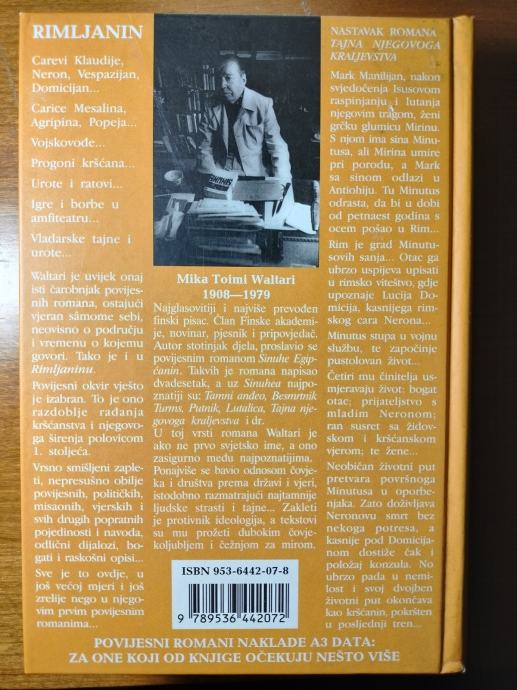 RIMLJANIN
Carevi Klaudije,
Neron, Vespazijan,
Domicijan...
Carice Mesalina,
Agripina, Popeja...
Vojskovođe...
Progoni kršćana...
Urote i ratovi...
Igre i borbe u
amfiteatru...
Vladarske tajne i
urote...
Waltari je uvijek onaj
isti čarobnjak povijes-
nih romana, ostajući
vjeran sâmome sebi,
neovisno o području
i vremenu o kojemu
govori. Tako je i u
Rimljaninu.
Povijesni okvir vješto
je izabran. To je ono
razdoblje rađanja
kršćanstva i njegovo-
ga širenja polovicom
1. stoljeća.
Vrsno smišljeni zaple-
ti, nepresušno obilje
povijesnih, političkih,
misaonih, vjerskih i
svih drugih popratnih
pojedinosti i navoda,
odlični dijalozi, bo-
gati i raskošni opisi...
Sve je to ovdje, u
još većoj mjeri i još
zrelije nego u njego-
vim prvim povijesnim
romanima...
Mika Toimi Waltari
1908—1979
Najglasovitiji i najviše prevođen
finski pisac. Član Finske akademi-
je, novinar, pjesnik i pripovjedač.
Autor stotinjak djela, proslavio se
povijesnim romanom Sinuhe Egip-
ćanin. Takvih je romana napisao
dvadesetak, a uz Sinuhea najpo-
znatiji su: Tamni anđeo, Besmrtnik
Turms, Putnik, Lutalica, Tajna nje-
govoga kraljevstva i dr.
U toj vrsti romana Waltari je
ako ne prvo svjetsko ime, a ono
zasigurno među najpoznatijima.
Ponajviše se bavio odnosom čovje-
ka i društva prema državi i vjeri,
istodobno razmatrajući najtamnije
ljudske strasti i tajne... Zakleti
je protivnik ideologija, a tekstovi
su mu prožeti dubokim čovje-
koljubljem i čežnjom za mirom.
ISBN 953-6442-07-8
9 789536 442072
NASTAVAK ROMANA
TAJNA NJEGOVOGA
KRALJEVSTVA
Mark Manilijan, nakon
svjedočenja Isusovom
raspinjanju i lutanja
njegovim tragom, ženi
grčku glumicu Mirinu.
S njom ima sina Minu-
tusa, ali Mirina umire
pri porodu, a Mark
sa sinom odlazi u
Antiohiju. Tu Minutus
odrasta, da bi u dobi
od petnaest godina s
ocem pošao u Rim...
Rim je grad Minutu-
sovih sanja... Otac ga
ubrzo uspijeva upisati
u rimsko viteštvo, gdje
upoznaje Lucija Do-
micija, kasnijega rim-
skog cara Nerona...
Minutus stupa u vojnu
službu, te započinje
pustolovan život...
Četiri mu činitelja us-
mjeravaju život: bogat
otac; prijateljstvo s
mladim Neronom;
ran susret sa židov-
skom i kršćanskom
vjerom; te žene...
Neobičan životni put
pretvara površnoga
Minutusa u oporbe-
njaka. Zato doživljava
Neronovu smrt bez
nekoga potresa, a
kasnije pod Domicija-
nom dostiže čak i
položaj konzula. No
ubrzo pada u nemi-
lost i svoj dvojben
životni put okončava
kao kršćanin, pokršten
u posljednji tren...
POVIJESNI ROMANI NAKLADE A3 DATA:
ZA ONE KOJI OD KNJIGE OČEKUJU NEŠTO VIŠE